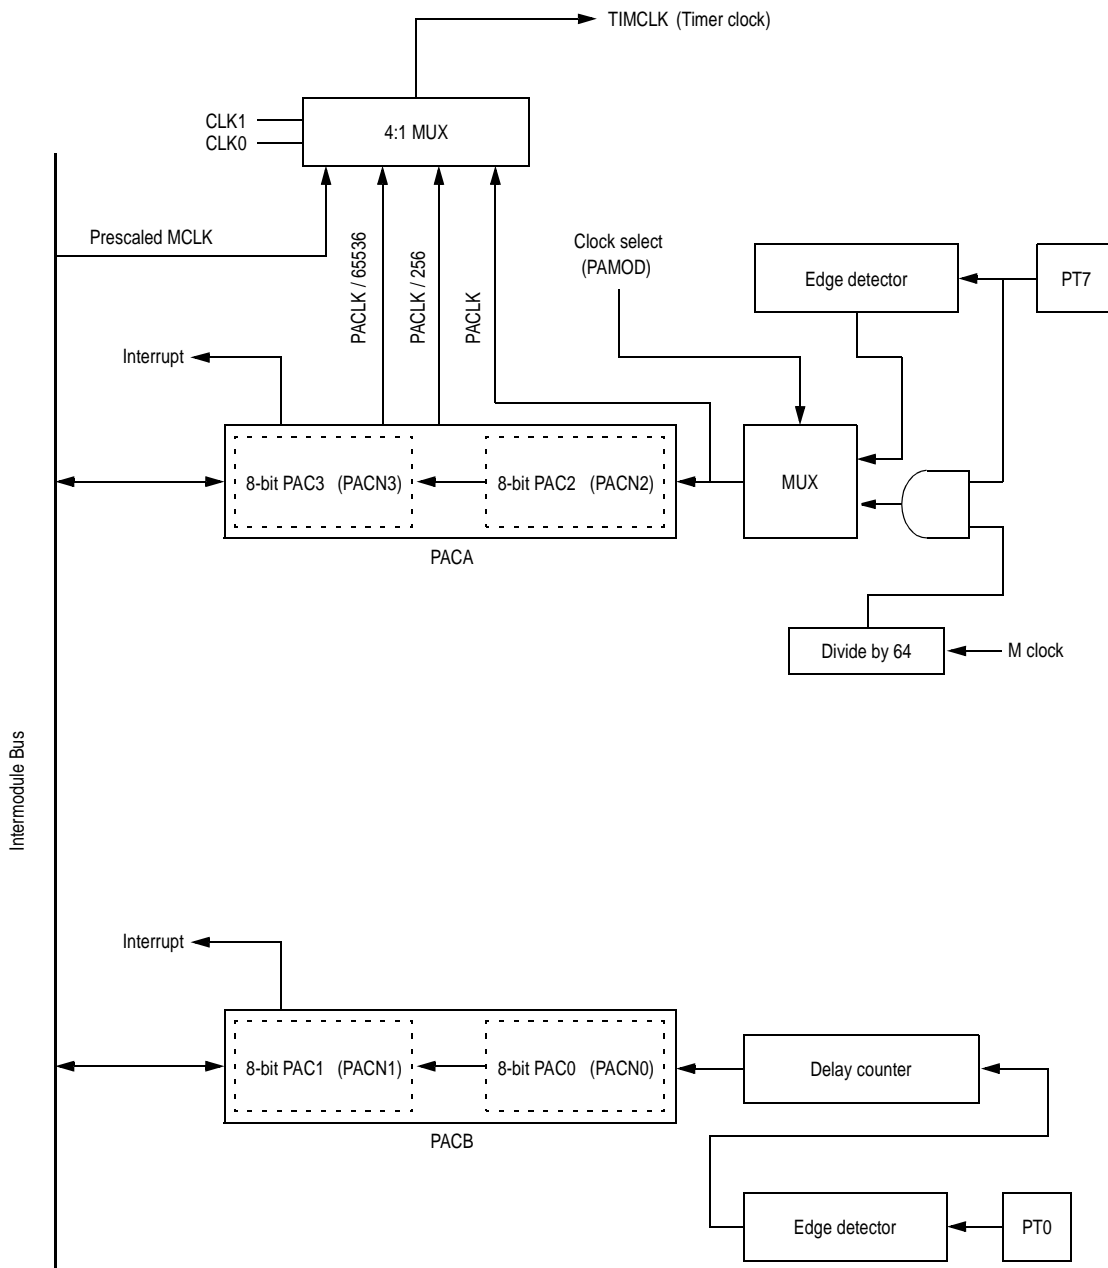 TIMCLK (Timer clock)
CLK1
CLK0
4:1 MUX
Prescaled MCLK
PACLK / 65536
PACLK / 256
PACLK
Clock select
(PAMOD)
Edge detector
PT7
Interrupt
8-bit PAC3 (PACN3)
8-bit PAC2 (PACN2)
MUX
PACA
Divide by 64
M clock
Intermodule Bus
Interrupt
8-bit PAC1 (PACN1)
8-bit PAC0 (PACN0)
Delay counter
PACB
Edge detector
PT0